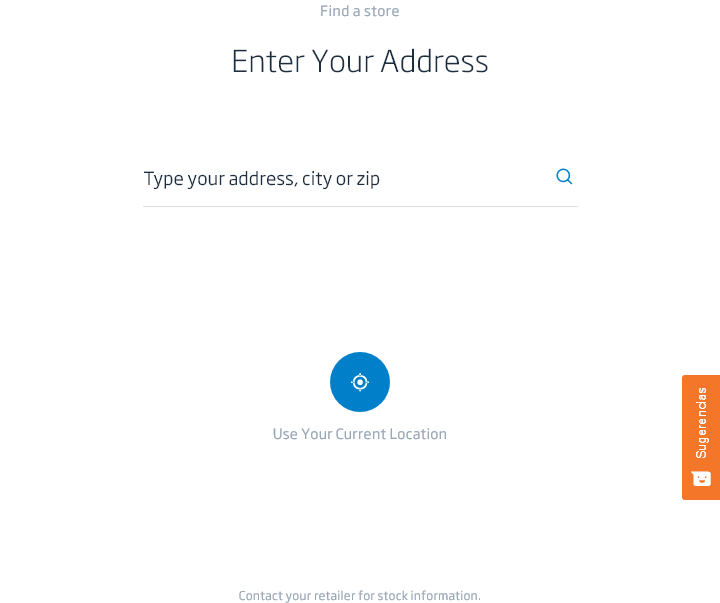 Find a store
Enter Your Address
Type your address, city or zip
Use Your Current Location
Sugerencias
Contact your retailer for stock information.